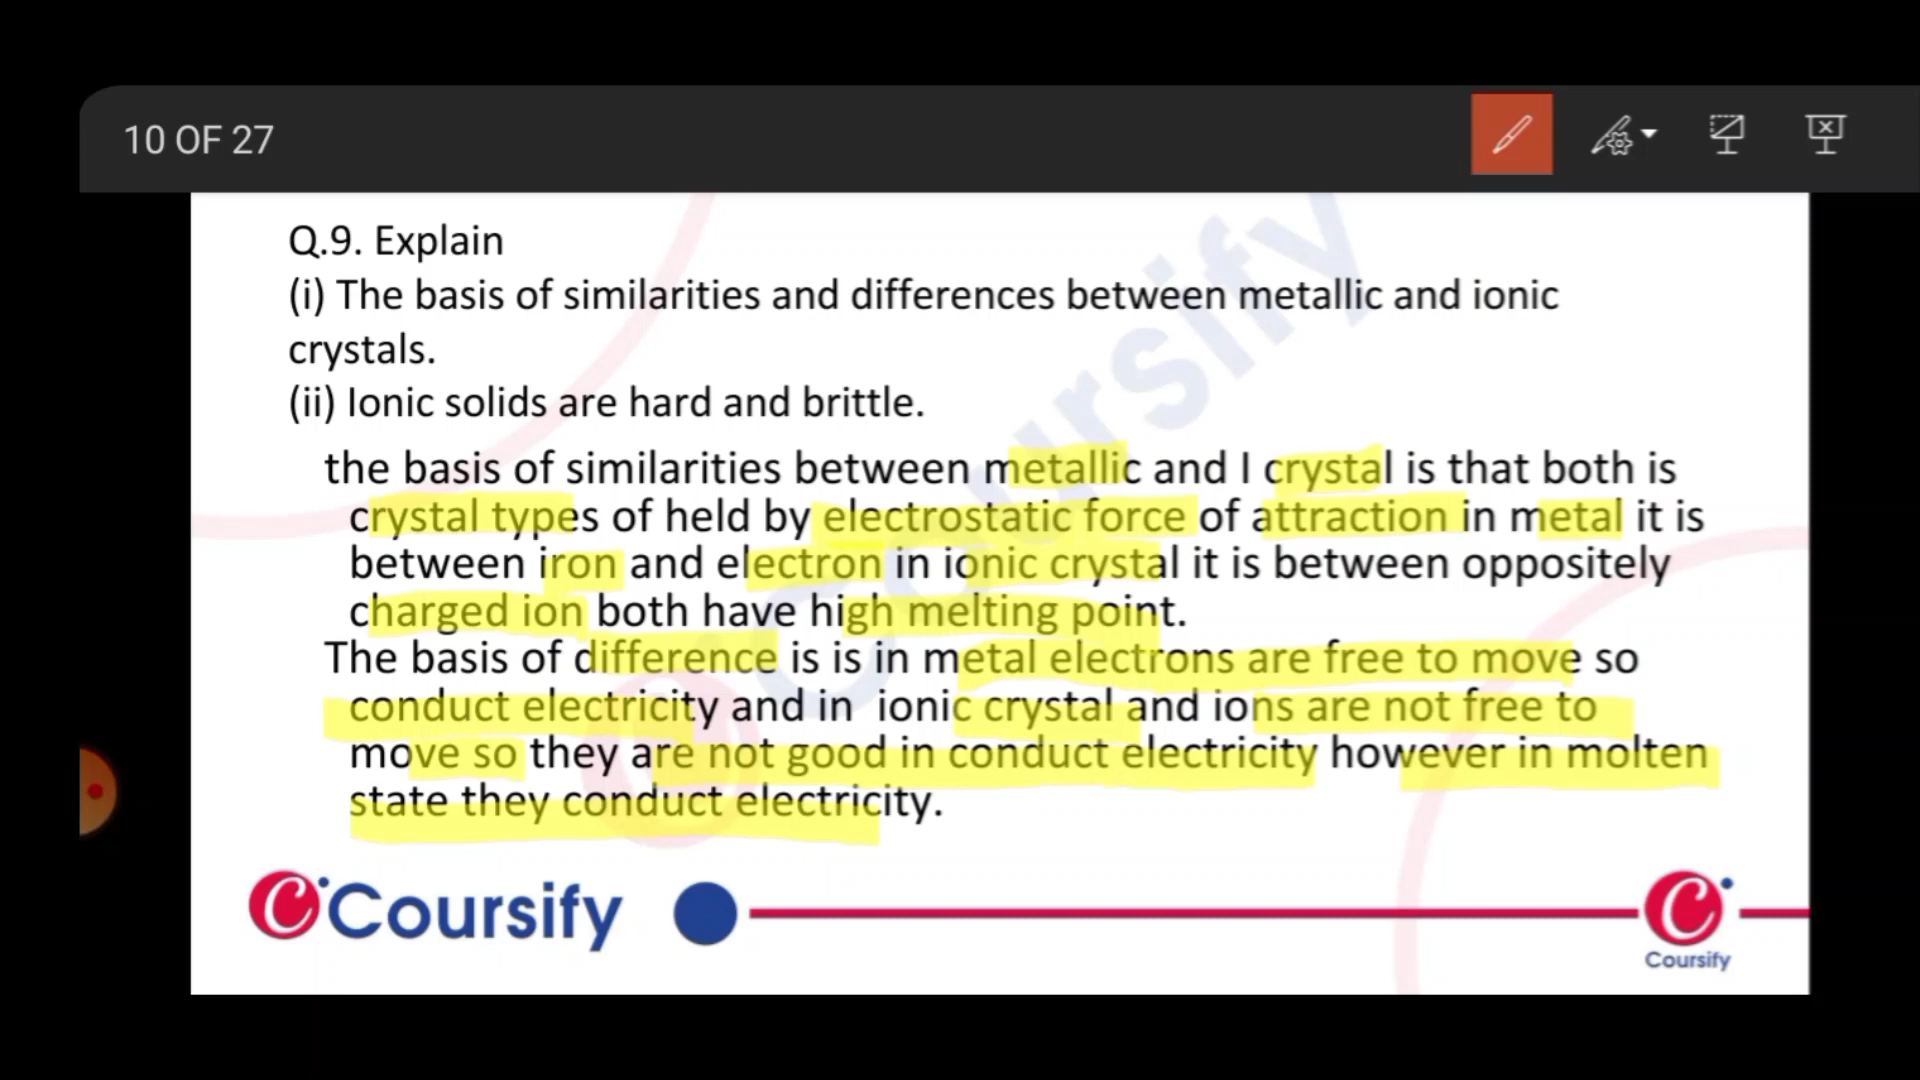 10 OF 27
Q.9. Explain
(i) The basis of similarities and differences between metallic and ionic
crystals.
(ii) Ionic solids are hard and brittle.
the basis of similarities between metallic and I crystal is that both is
crystal types of held by electrostatic force of attraction in metal it is
between iron and electron in ionic crystal it is between oppositely
charged ion both have high melting point.
The basis of difference is is in metal electrons are free to move so
conduct electricity and in ionic crystal and ions are not free to
move so they are not good in conduct electricity however in molten
state they conduct electricity.
Coursify
Coursify
Coursify